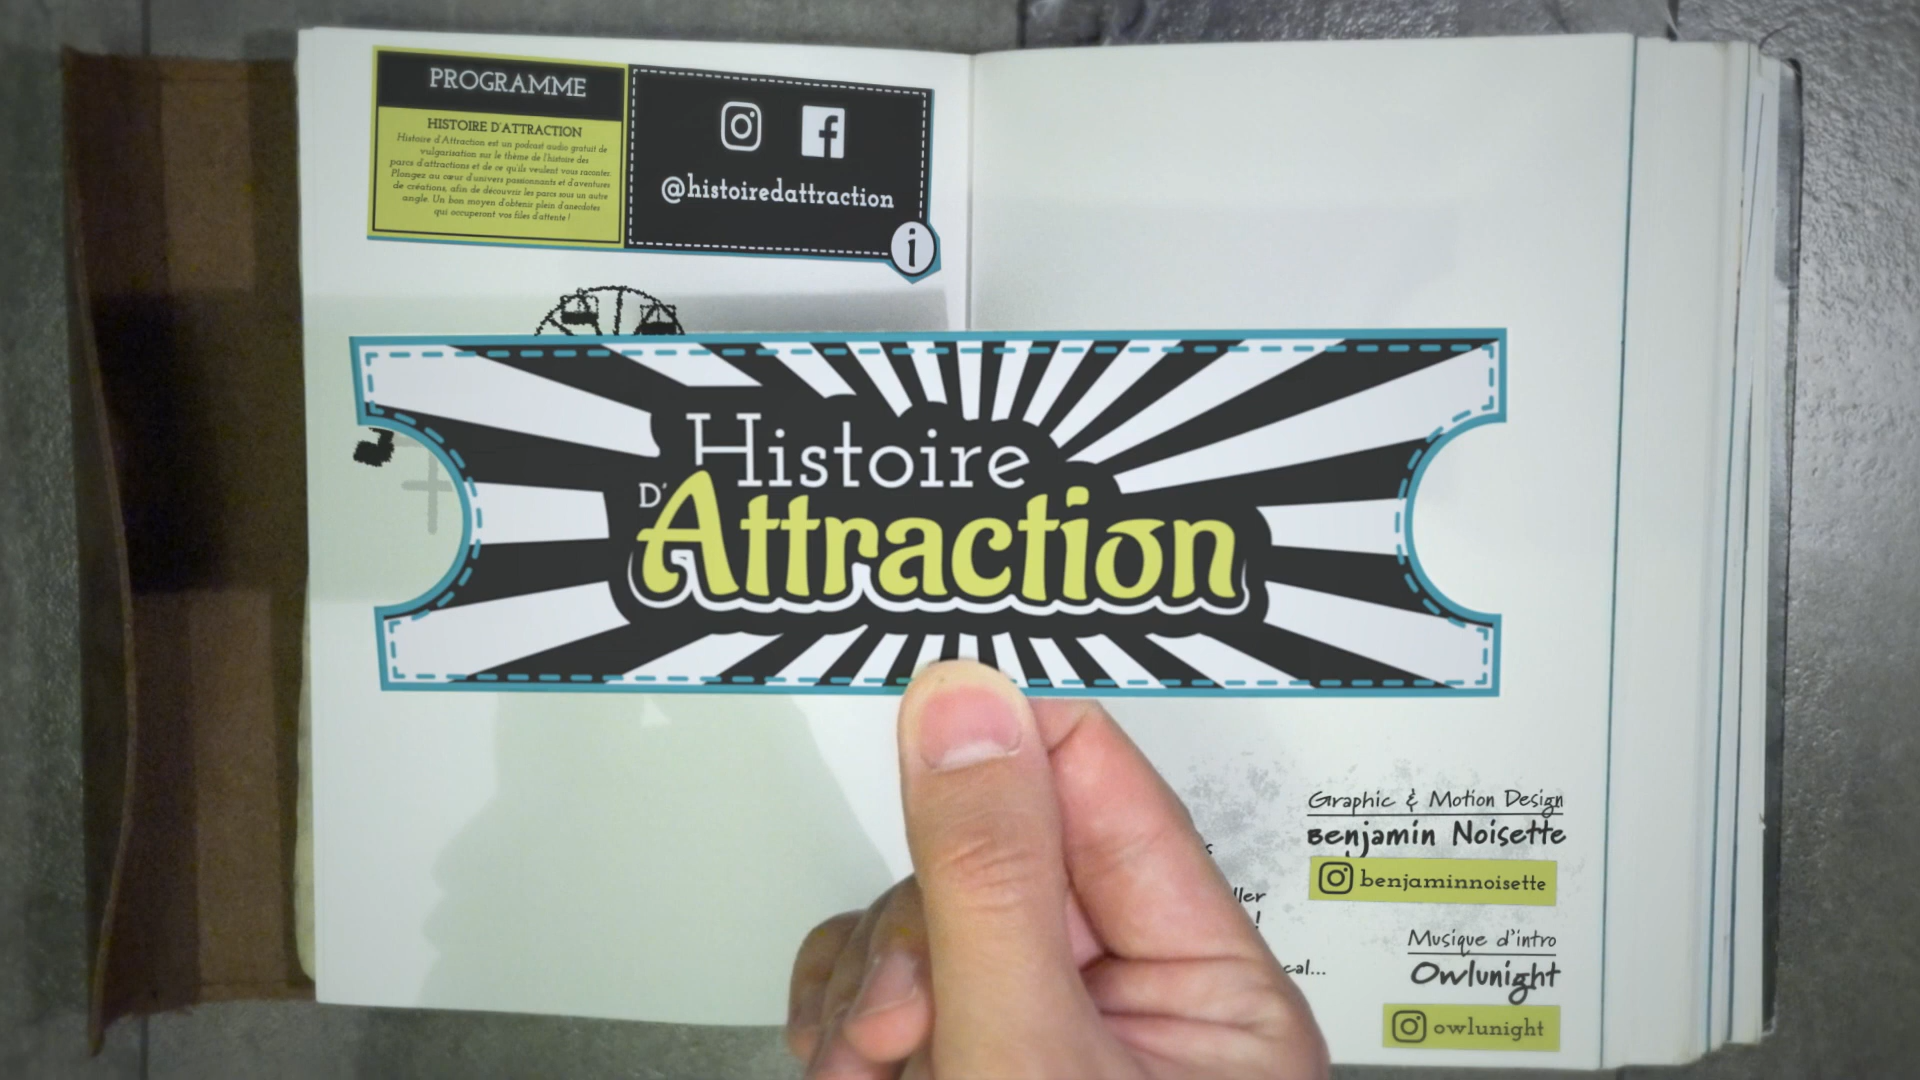 PROGRAMME
HISTOIRE D'ATTRACTION
Histoire d'Attraction est un podcast audio gratuit de
vulgarisation sur le thème de l'histoire des
parcs d'attractions et de ce qu'ils veulent vous raconter.
Plongez au cœur d'univers passionnants et d'aventures
de créations, afin de découvrir les parcs sous un autre
angle. Un bon moyen d'obtenir plein d'anecdotes
qui occuperont vos files d'attente !
@histoiredattraction
i
Histoire
D'Attraction
Graphic & Motion Design
Benjamin Noisette
benjaminnoisette
Musique d'intro
Owlunight
owlunight